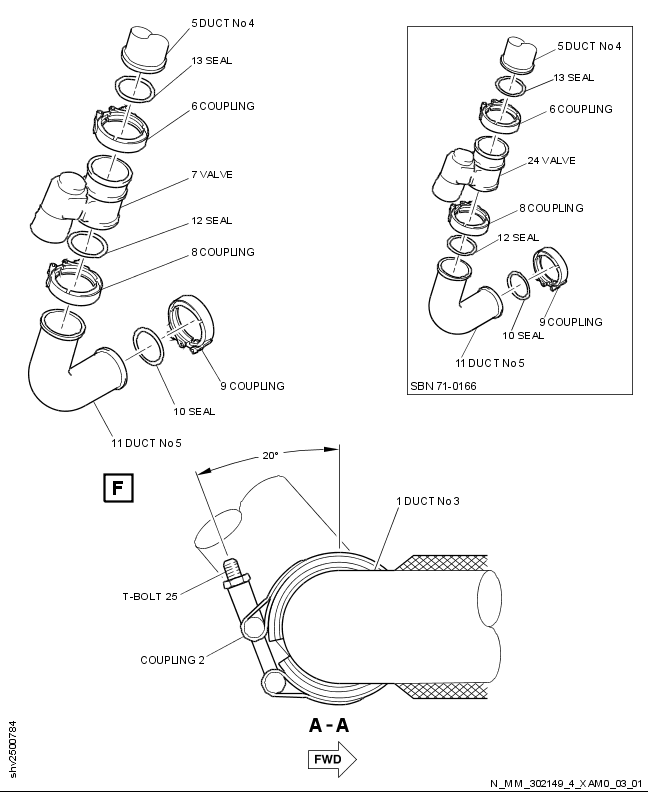 5 DUCT No 4
13 SEAL
6 COUPLING
7 VALVE
12 SEAL
8 COUPLING
9 COUPLING
10 SEAL
11 DUCT No 5
5 DUCT No 4
13 SEAL
6 COUPLING
24 VALVE
8 COUPLING
12 SEAL
9 COUPLING
10 SEAL
11 DUCT No 5
SBN 71-0166
F
20°
1 DUCT No 3
T-BOLT 25
COUPLING 2
A - A
FWD
shv2500784
N_MM_302149_4_XAM0_03_01